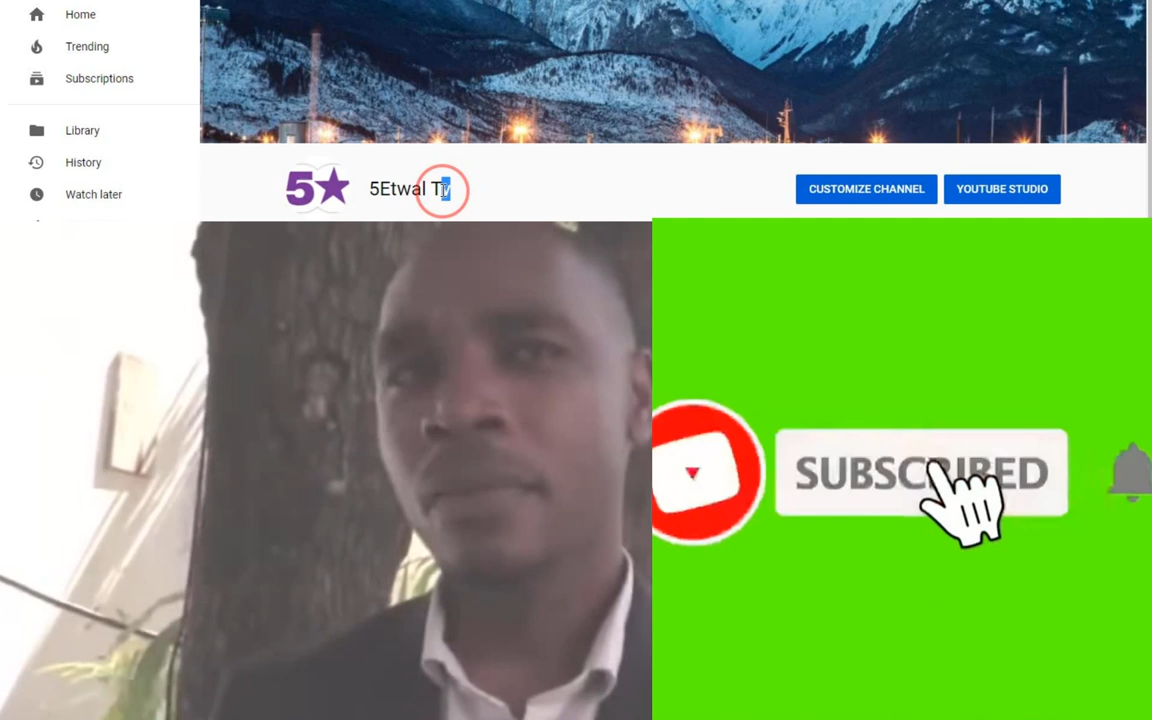 Home
Trending
Subscriptions
Library
History
Watch later
5
5Etwal Tv
CUSTOMIZE CHANNEL
YOUTUBE STUDIO
SUBSCRIBED